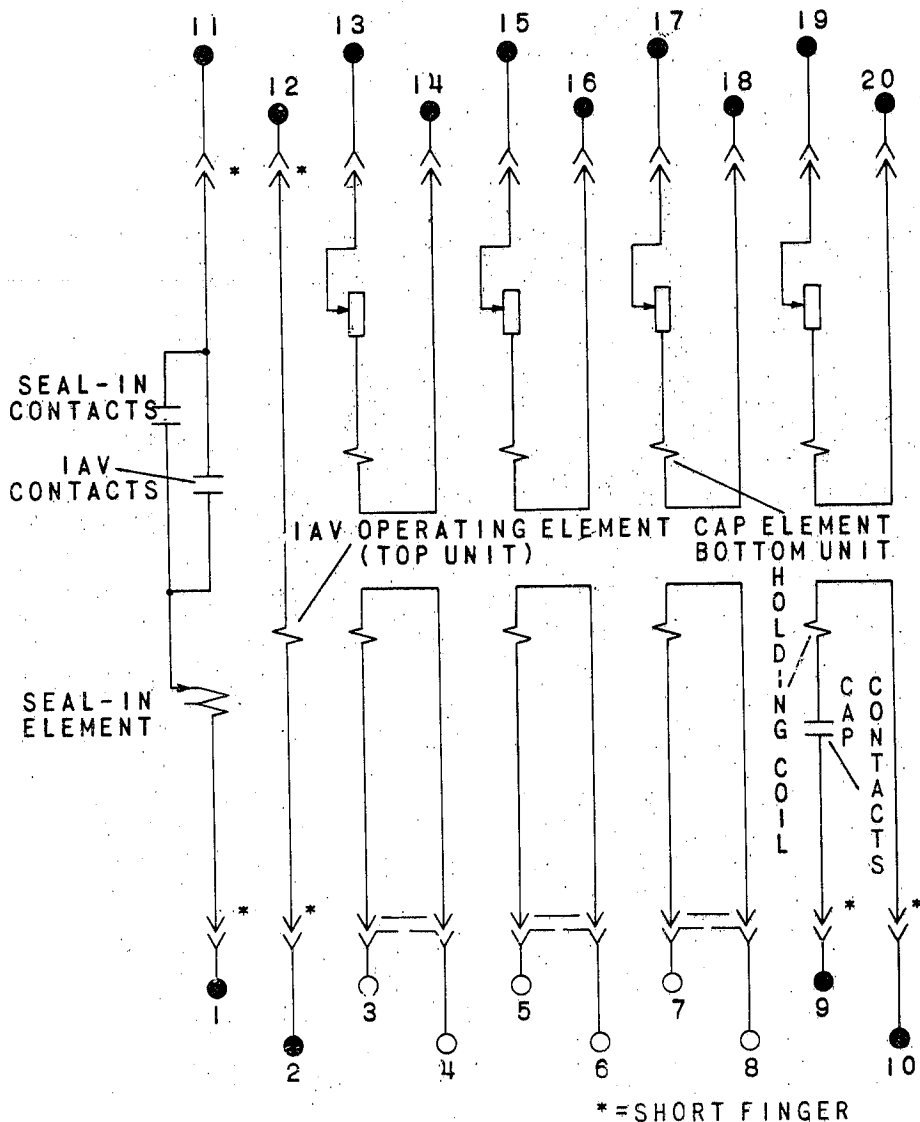 11
13
15
17
19
12
14
16
18
20
*
*
SEAL-IN
CONTACTS
IAV
CONTACTS
IAV OPERATING ELEMENT
(TOP UNIT)
CAP ELEMENT
BOTTOM UNIT
HOLDING COIL
CAP
CONTACTS
SEAL-IN
ELEMENT
*
*
*
*
1
3
5
7
9
2
4
6
8
10
*=SHORT FINGER